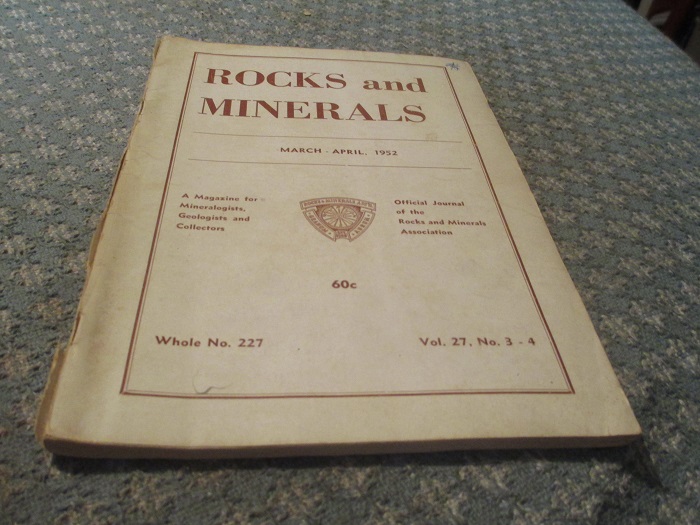 ROCKS and
MINERALS
MARCH - APRIL, 1952
A Magazine for
Mineralogists,
Geologists and
Collectors
Official Journal
of the
Rocks and Minerals
Association
60c
Whole No. 227
Vol. 27, No. 3 - 4